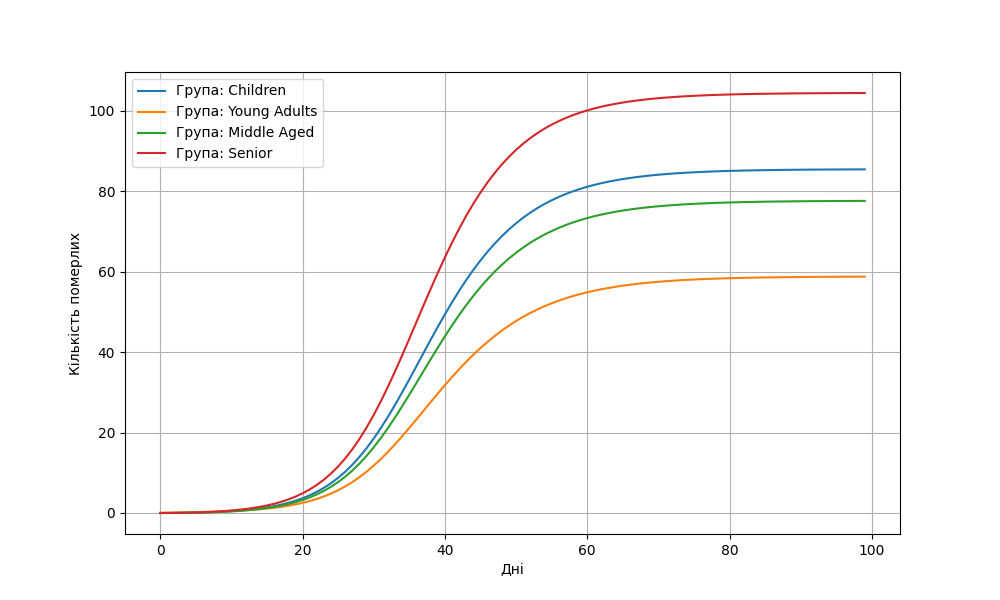 Група: Children
Група: Young Adults
Група: Middle Aged
Група: Senior
Кількість померлих
100
80
60
40
20
0
0 20 40 60 80 100
Дні